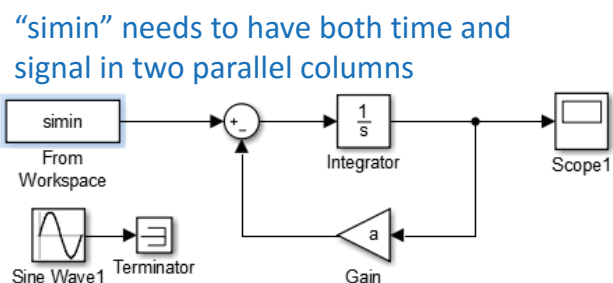 “simin” needs to have both time and
signal in two parallel columns
simin
+
-
1
s
From
Workspace
Integrator
Scope1
a
Gain
Sine Wave1
Terminator